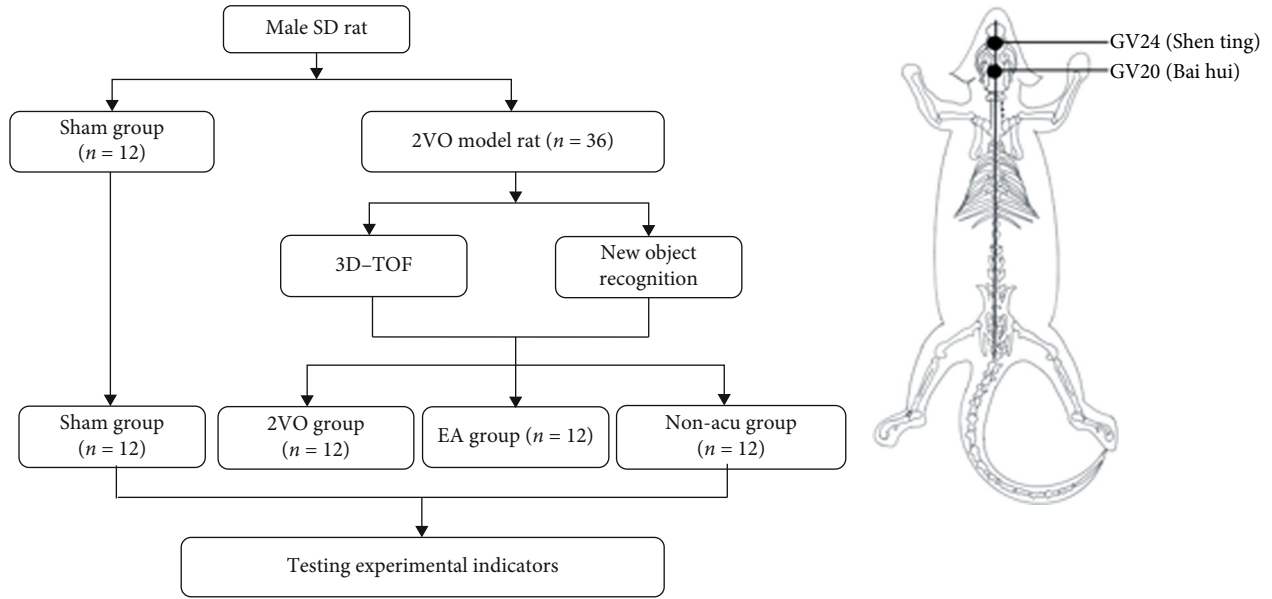 Male SD rat
Sham group
(n = 12)
2VO model rat (n = 36)
3D–TOF
New object
recognition
Sham group
(n = 12)
2VO group
(n = 12)
EA group (n = 12)
Non-acu group
(n = 12)
Testing experimental indicators
GV24 (Shen ting)
GV20 (Bai hui)